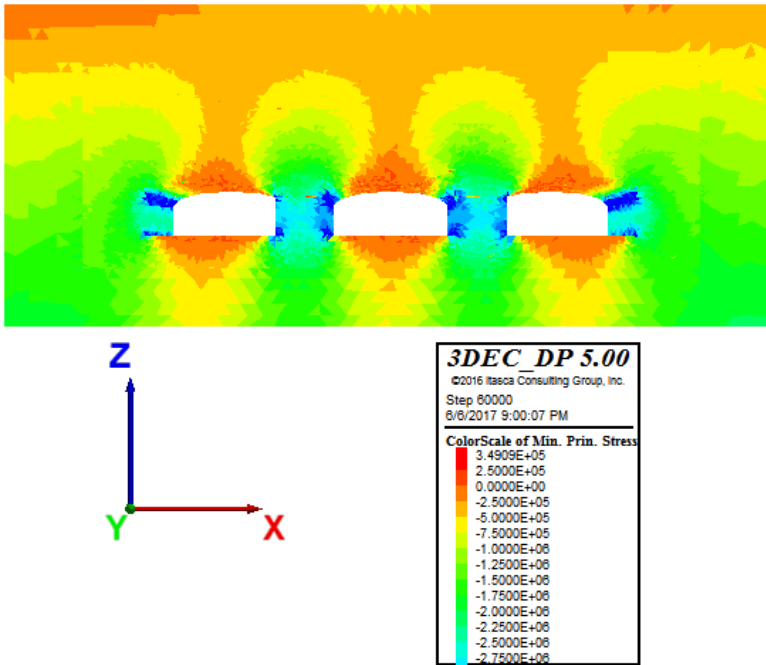 Z
Y
X
3DEC_DP 5.00
©2016 Itasca Consulting Group, Inc.
Step 60000
6/6/2017 9:00:07 PM
ColorScale of Min. Prin. Stress
3.4909E+05
2.5000E+05
0.0000E+00
-2.5000E+05
-5.0000E+05
-7.5000E+05
-1.0000E+06
-1.2500E+06
-1.5000E+06
-1.7500E+06
-2.0000E+06
-2.2500E+06
-2.5000E+06
-2.7500E+06